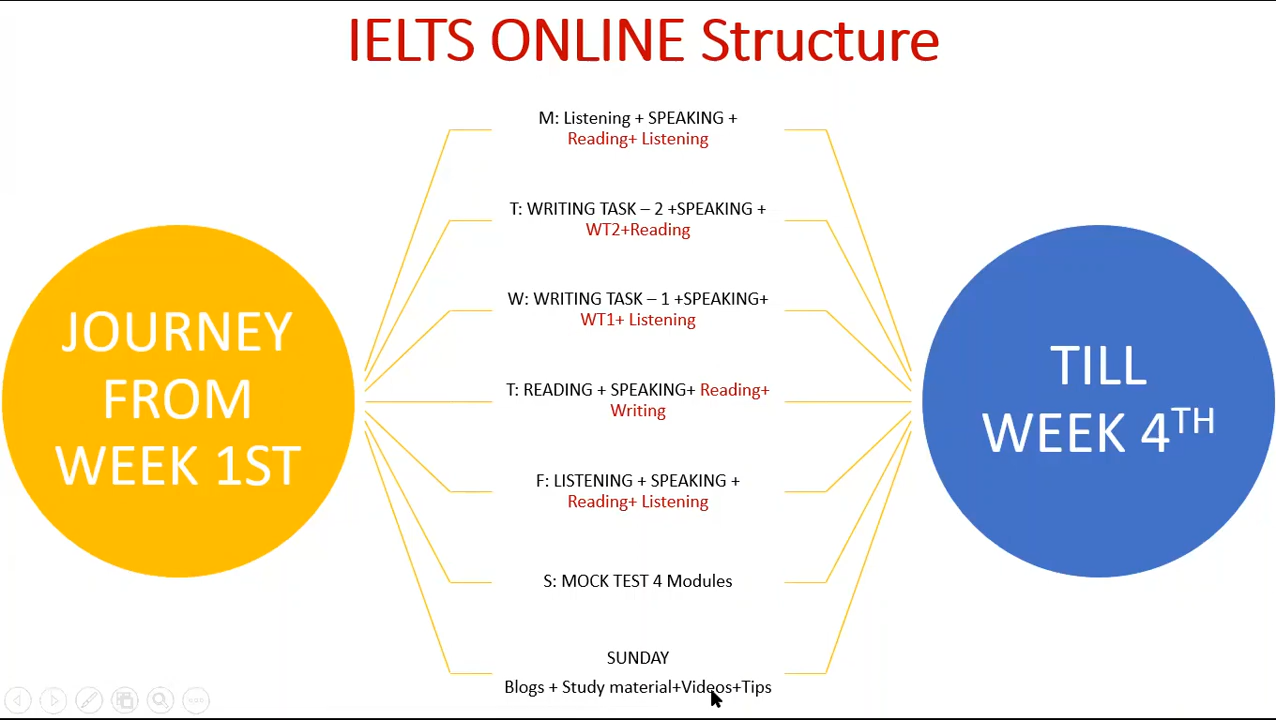 IELTS ONLINE Structure
M: Listening + SPEAKING +
Reading+ Listening
T: WRITING TASK – 2 +SPEAKING +
WT2+Reading
W: WRITING TASK – 1 +SPEAKING+
WT1+ Listening
T: READING + SPEAKING+ Reading+
Writing
F: LISTENING + SPEAKING +
Reading+ Listening
S: MOCK TEST 4 Modules
SUNDAY
Blogs + Study material+Videos+Tips
JOURNEY
FROM
WEEK 1ST
TILL
WEEK 4TH